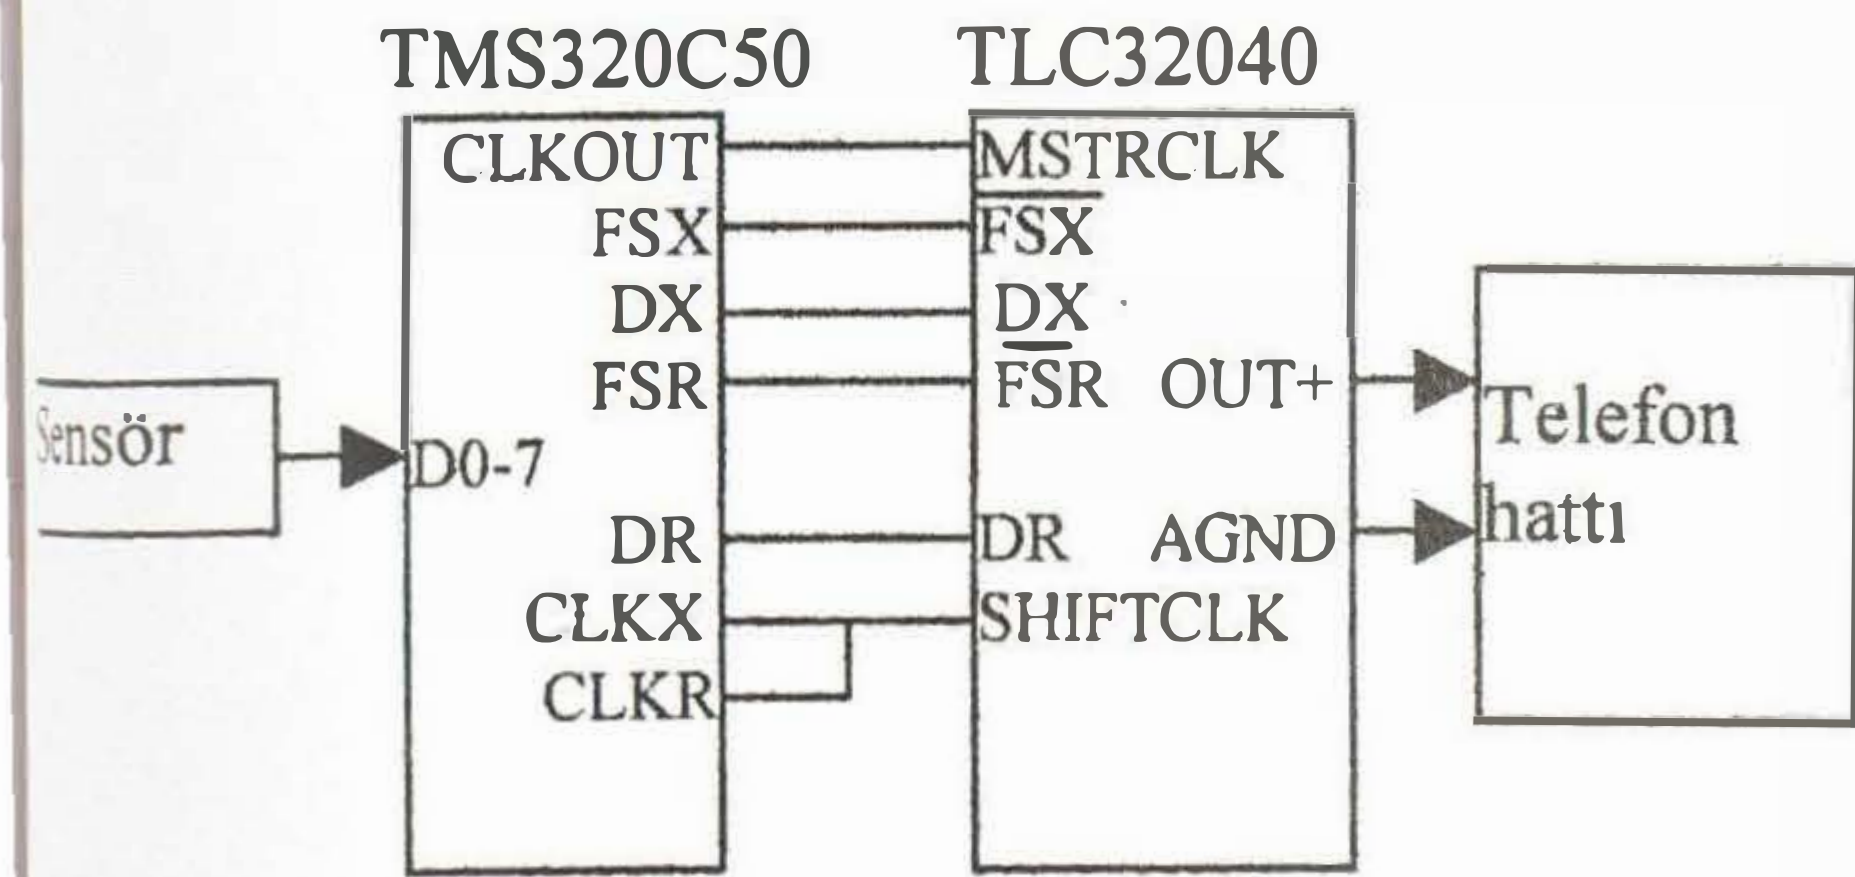 TMS320C50 TLC32040
CLKOUT MSTRCLK
FSX FSX
DX DX
FSR FSR OUT+
Sensör D0-7 Telefon
hattı
DR DR AGND
CLKX SHIFTCLK
CLKR